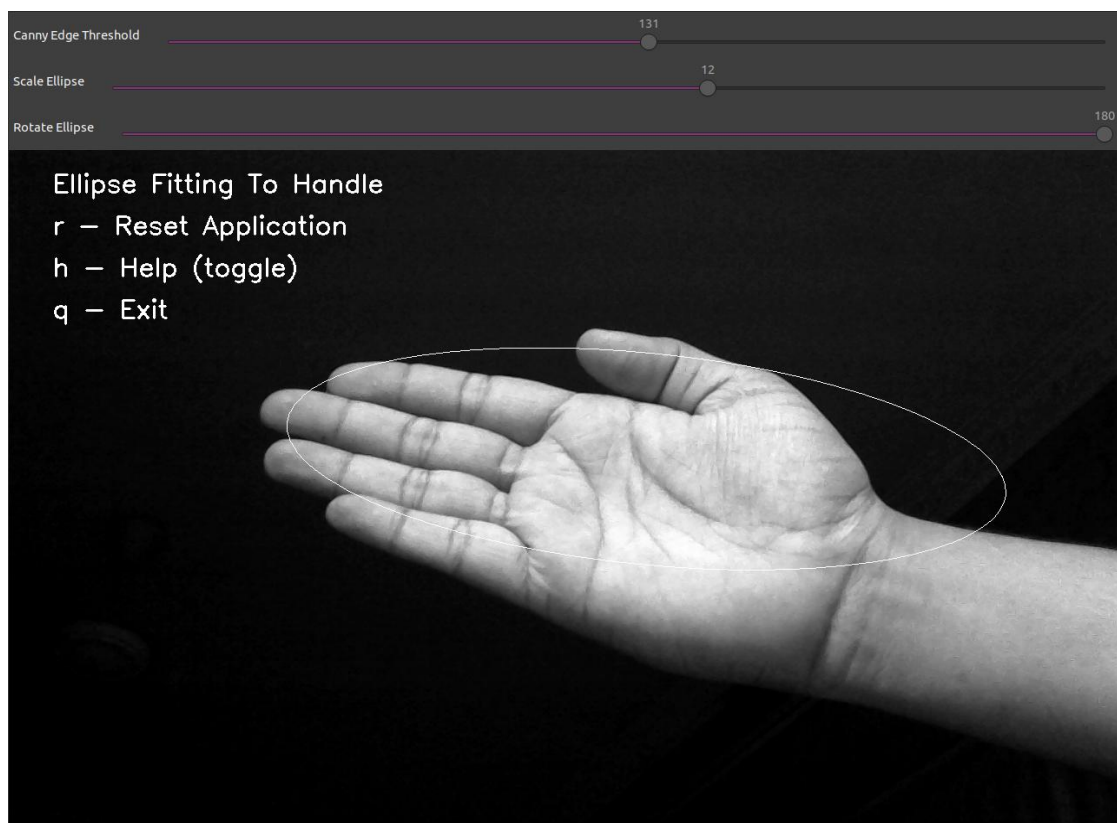 131
Canny Edge Threshold
12
Scale Ellipse
180
Rotate Ellipse
Ellipse Fitting To Handle
r - Reset Application
h - Help (toggle)
q - Exit